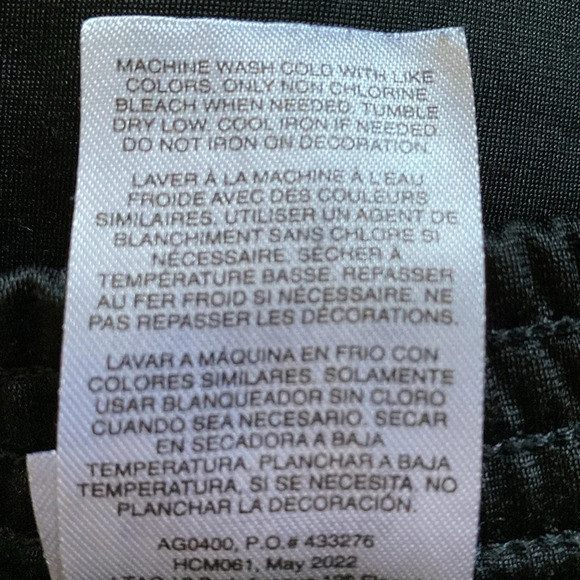 MACHINE WASH COLD WITH LIKE
COLORS. ONLY NON CHLORINE
BLEACH WHEN NEEDED. TUMBLE
DRY LOW. COOL IRON IF NEEDED.
DO NOT IRON ON DECORATION.
LAVER À LA MACHINE À L'EAU
FROIDE AVEC DES COULEURS
SIMILAIRES. UTILISER UN AGENT DE
BLANCHIMENT SANS CHLORE SI
NÉCESSAIRE. SÉCHER À
TEMPÉRATURE BASSE. REPASSER
AU FER FROID SI NÉCESSAIRE. NE
PAS REPASSER LES DÉCORATIONS.
LAVAR A MÁQUINA EN FRIO CON
COLORES SIMILARES. SOLAMENTE
USAR BLANQUEADOR SIN CLORO
CUANDO SEA NECESARIO. SECAR
EN SECADORA A BAJA
TEMPERATURA. PLANCHAR A BAJA
TEMPERATURA, SI SE NECESITA. NO
PLANCHAR LA DECORACIÓN.
AG0400, P.O.# 433276
HCM061, May 2022